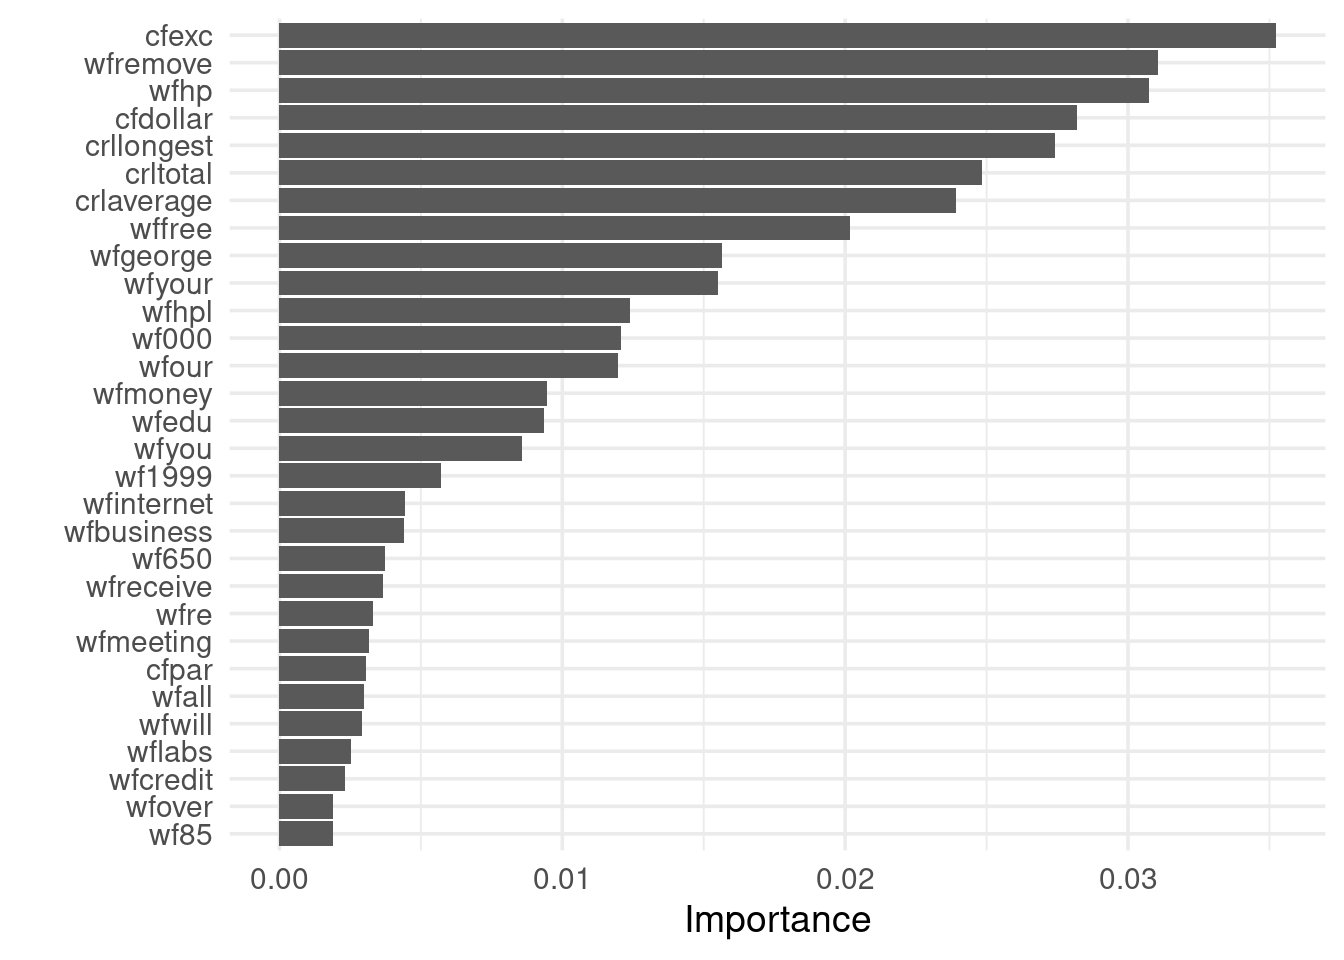 cfexc
wfremove
wfhp
cfdollar
crllongest
crltotal
crlaverage
wffree
wfgeorge
wfyour
wfhpl
wf000
wfour
wfmoney
wfedu
wfyou
wf1999
wfinternet
wfbusiness
wf650
wfreceive
wfre
wfmeeting
cfpar
wfall
wfwill
wflabs
wfcredit
wfover
wf85
0.00 0.01 0.02 0.03
Importance